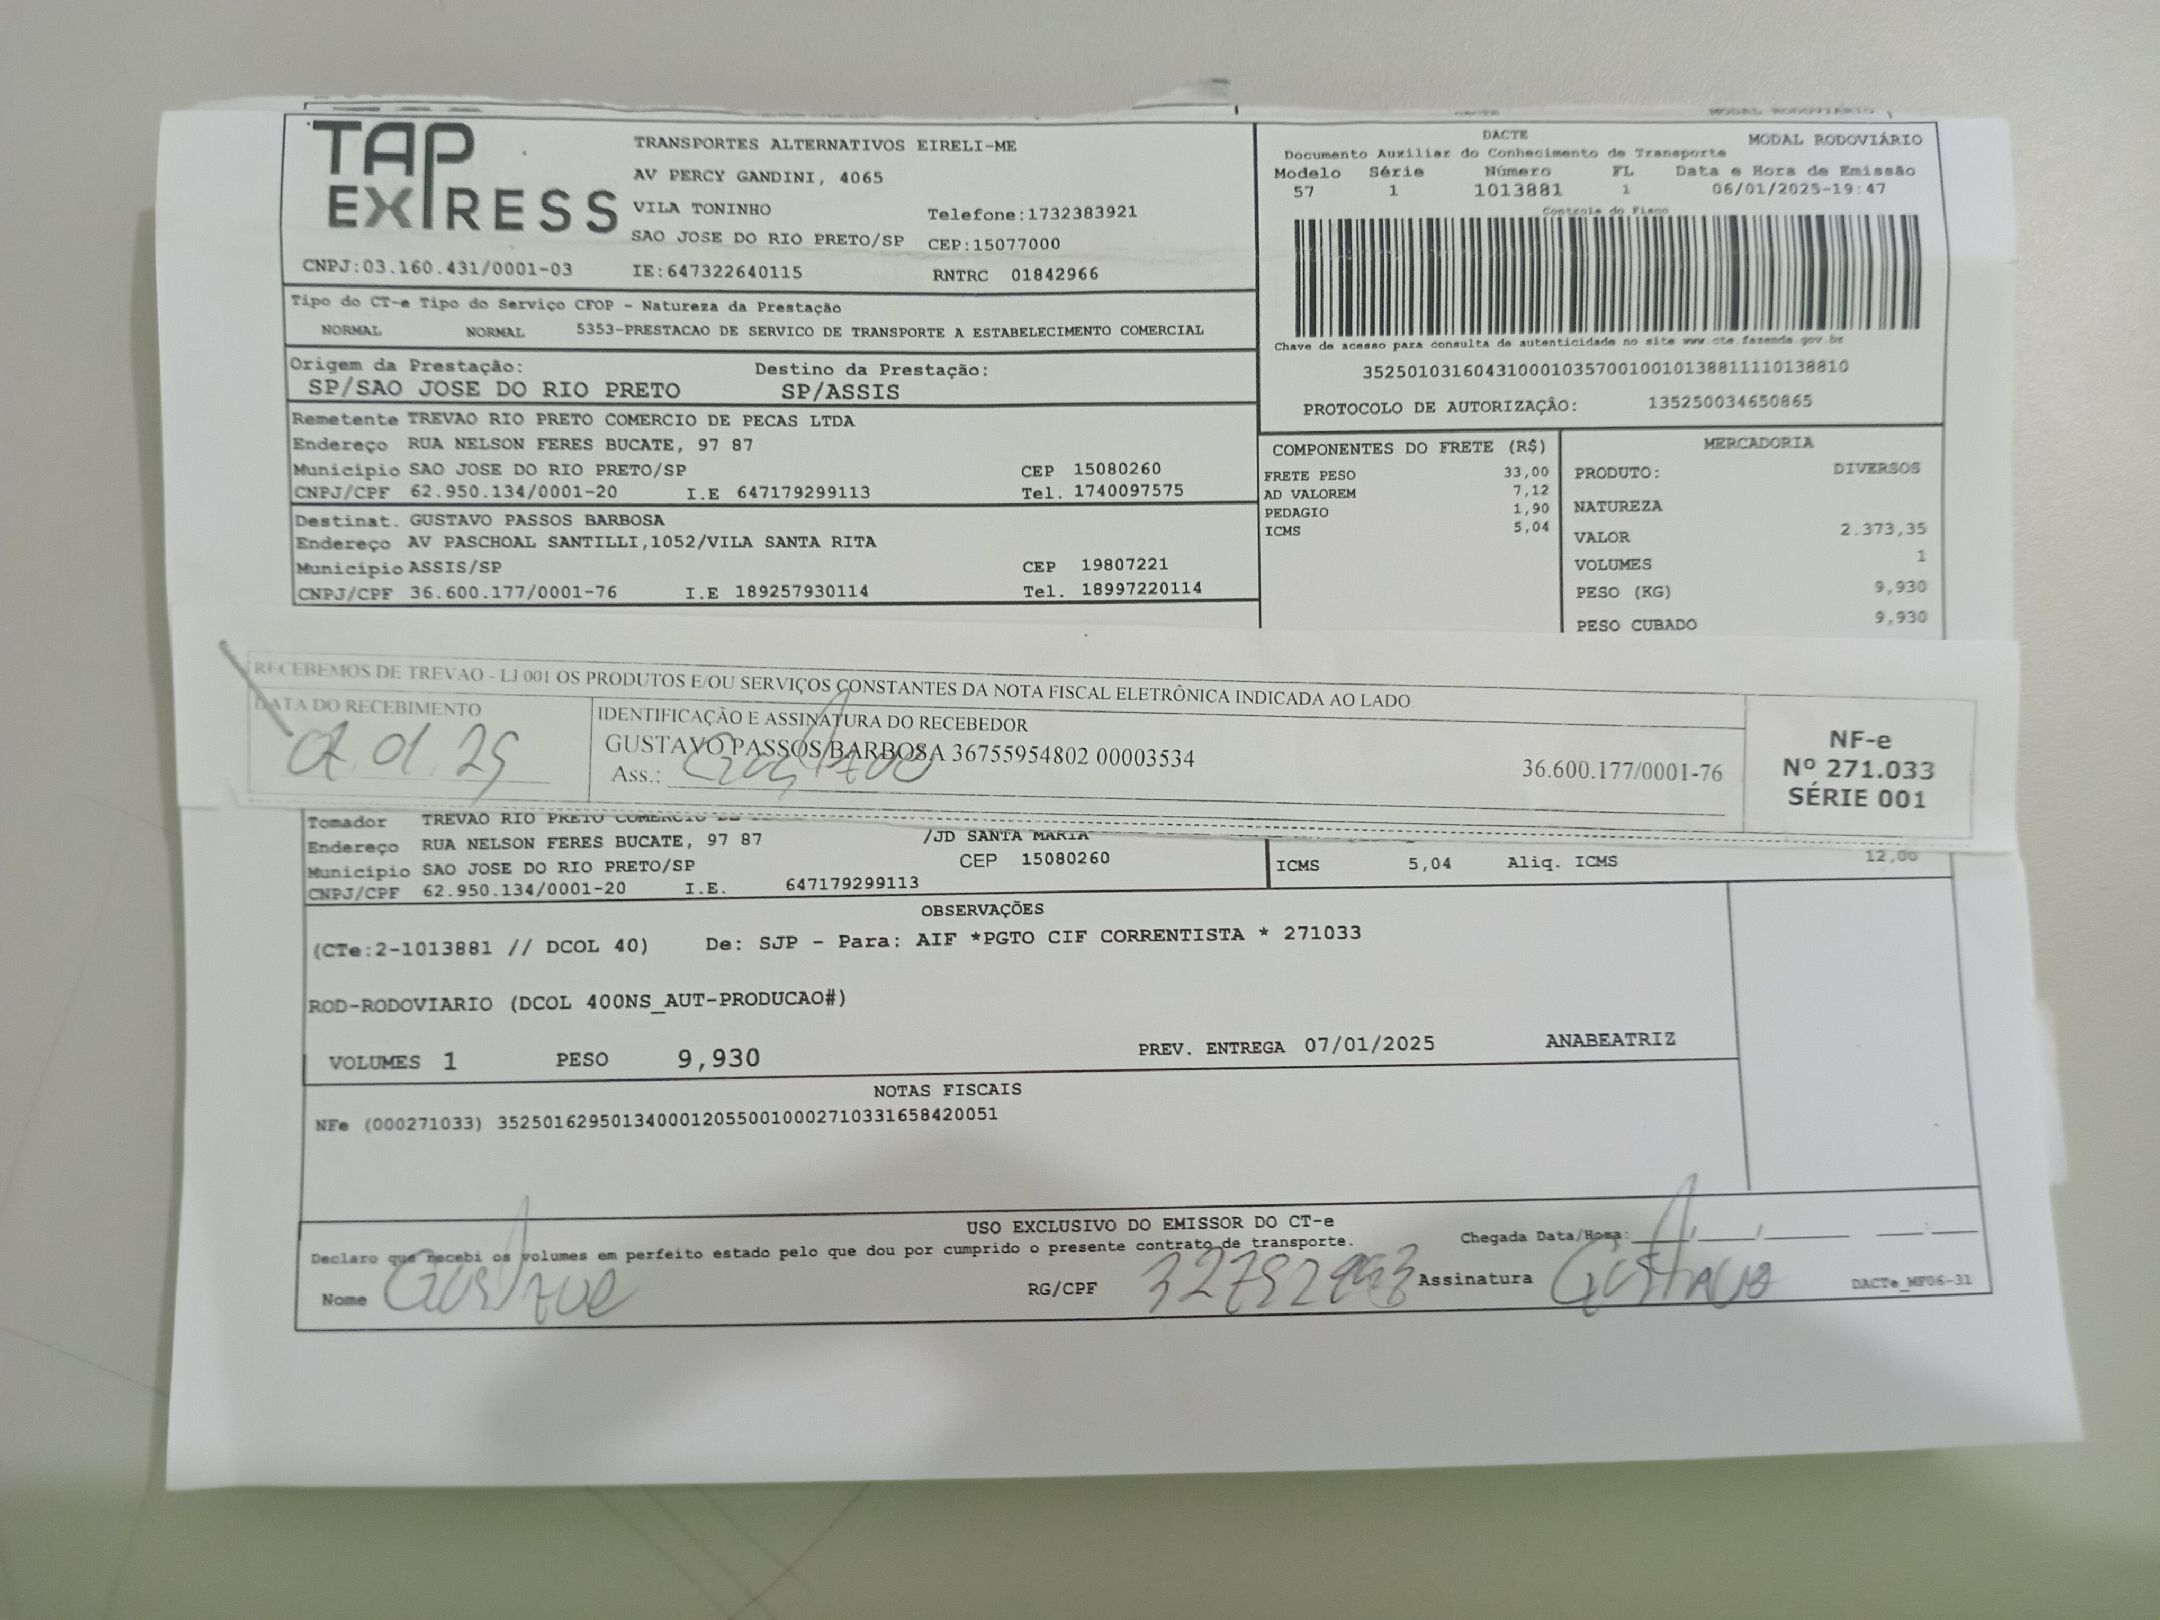 TAP EXPRESS
TRANSPORTES ALTERNATIVOS EIRELI-ME
AV PERCY GANDINI, 4065
VILA TONINHO Telefone:1732383921
SAO JOSE DO RIO PRETO/SP CEP:15077000
CNPJ:03.160.431/0001-03 IE:647322640115 RNTRC 01842966
DACTE MODAL RODOVIÁRIO
Documento Auxiliar do Conhecimento de Transporte
Modelo Série Número FL Data e Hora de Emissão
57 1 1013881 1 06/01/2025-19:47
Controle do Fisco
Chave de acesso para consulta de autenticidade no site www.cte.fazenda.gov.br
35250103160431000103570010010138811110138810
PROTOCOLO DE AUTORIZAÇÃO: 135250034650865
Tipo do CT-e Tipo do Serviço CFOP - Natureza da Prestação
NORMAL NORMAL 5353-PRESTACAO DE SERVICO DE TRANSPORTE A ESTABELECIMENTO COMERCIAL
Origem da Prestação: Destino da Prestação:
SP/SAO JOSE DO RIO PRETO SP/ASSIS
Remetente TREVAO RIO PRETO COMERCIO DE PECAS LTDA
Endereço RUA NELSON FERES BUCATE, 97 87
Município SAO JOSE DO RIO PRETO/SP CEP 15080260
CNPJ/CPF 62.950.134/0001-20 I.E 647179299113 Tel. 1740097575
Destinat. GUSTAVO PASSOS BARBOSA
Endereço AV PASCHOAL SANTILLI,1052/VILA SANTA RITA
Município ASSIS/SP CEP 19807221
CNPJ/CPF 36.600.177/0001-76 I.E 189257930114 Tel. 18997220114
COMPONENTES DO FRETE (R$)
FRETE PESO 33,00
AD VALOREM 7,12
PEDAGIO 1,90
ICMS 5,04
MERCADORIA
PRODUTO: DIVERSOS
NATUREZA
VALOR 2.373,35
VOLUMES 1
PESO (KG) 9,930
PESO CUBADO 9,930
RECEBEMOS DE TREVAO - LJ 001 OS PRODUTOS E/OU SERVIÇOS CONSTANTES DA NOTA FISCAL ELETRÔNICA INDICADA AO LADO
DATA DO RECEBIMENTO
07.01.25
IDENTIFICAÇÃO E ASSINATURA DO RECEBEDOR
GUSTAVO PASSOS BARBOSA 36755954802 00003534
Ass.: Gustavo 36.600.177/0001-76
NF-e
Nº 271.033
SÉRIE 001
Tomador TREVAO RIO PRETO COMERCIO DE
Endereço RUA NELSON FERES BUCATE, 97 87 /JD SANTA MARIA
Município SAO JOSE DO RIO PRETO/SP CEP 15080260
CNPJ/CPF 62.950.134/0001-20 I.E. 647179299113
ICMS 5,04 Aliq. ICMS 12,00
OBSERVAÇÕES
(CTe:2-1013881 // DCOL 40) De: SJP - Para: AIF *PGTO CIF CORRENTISTA * 271033
ROD-RODOVIARIO (DCOL 400NS_AUT-PRODUCAO#)
VOLUMES 1 PESO 9,930 PREV. ENTREGA 07/01/2025 ANABEATRIZ
NOTAS FISCAIS
NFe (000271033) 35250162950134000120550010002710331658420051
USO EXCLUSIVO DO EMISSOR DO CT-e
Declaro que recebi os volumes em perfeito estado pelo que dou por cumprido o presente contrato de transporte. Chegada Data/Hora:
Nome Gustavo RG/CPF Assinatura Gustavo DACTe_MF06-31